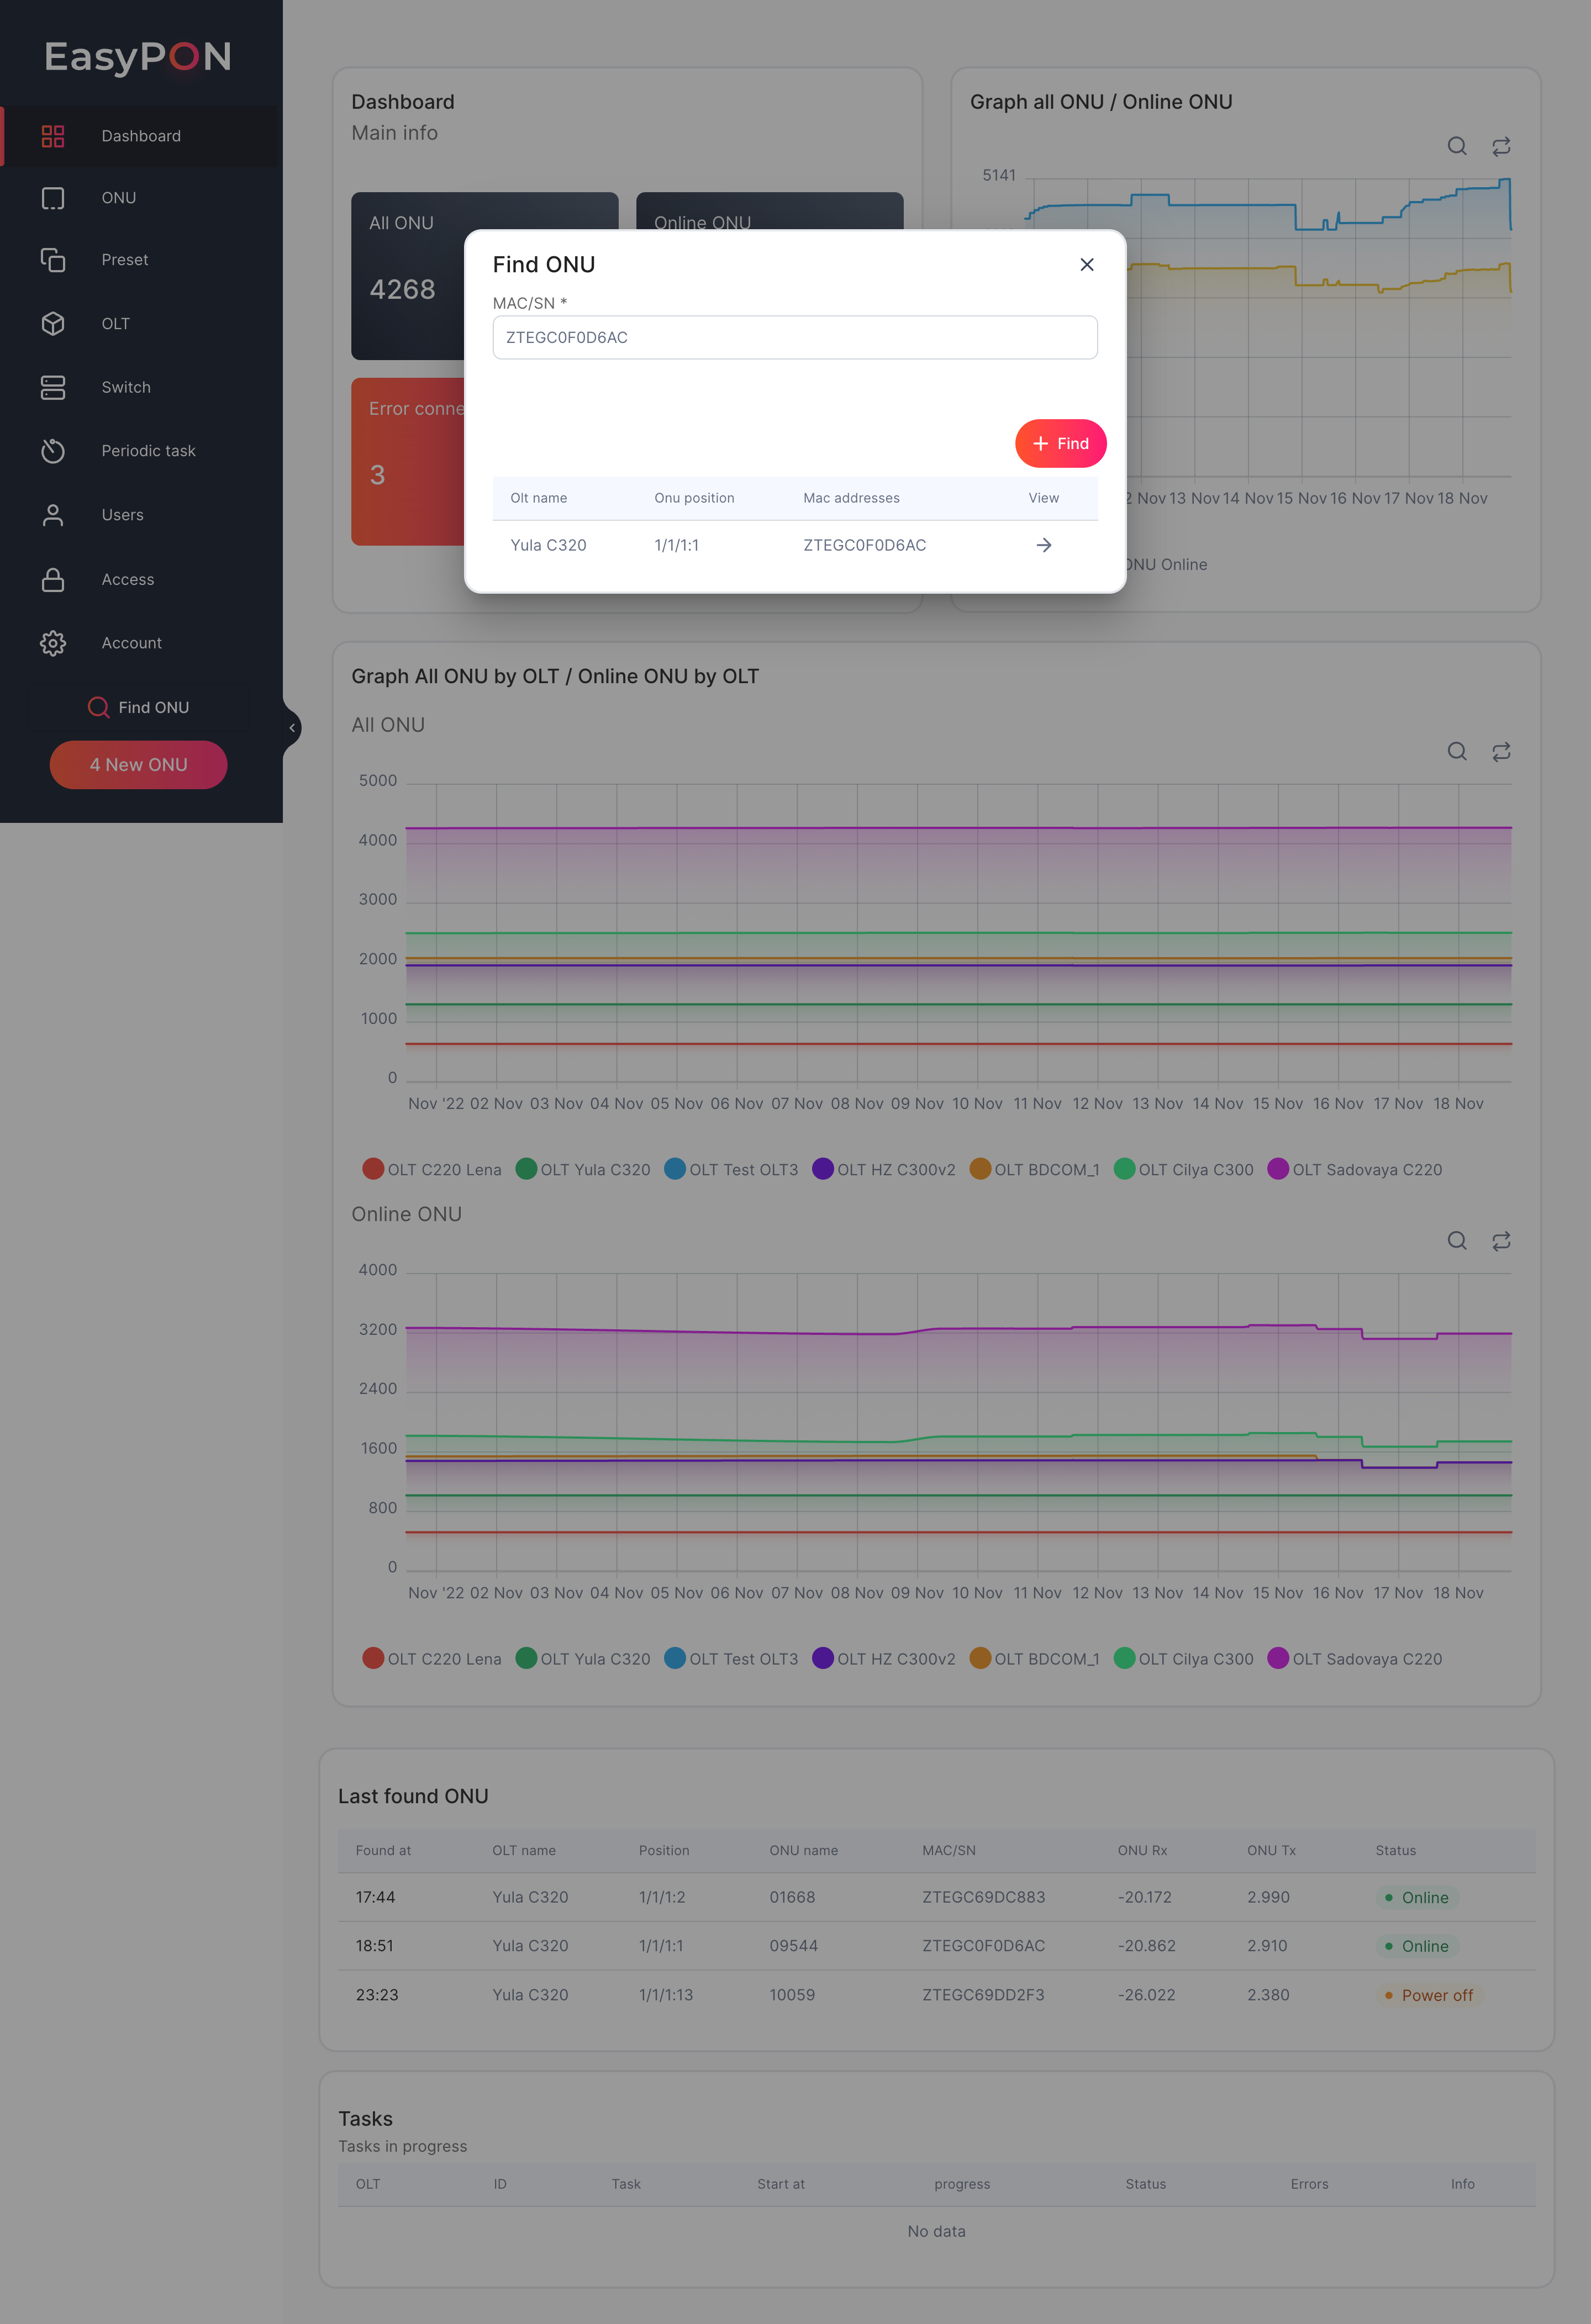 EasyPON
Dashboard
ONU
Preset
OLT
Switch
Periodic task
Users
Access
Account
Find ONU
4 New ONU
Dashboard
Main info
All ONU
4268
Online ONU
Error conne
3
Graph all ONU / Online ONU
5141
2 Nov 13 Nov 14 Nov 15 Nov 16 Nov 17 Nov 18 Nov
ONU Online
Find ONU
MAC/SN *
ZTEGC0F0D6AC
Find
Olt name Onu position Mac addresses View
Yula C320 1/1/1:1 ZTEGC0F0D6AC
Graph All ONU by OLT / Online ONU by OLT
All ONU
5000
4000
3000
2000
1000
0
Nov '22 02 Nov 03 Nov 04 Nov 05 Nov 06 Nov 07 Nov 08 Nov 09 Nov 10 Nov 11 Nov 12 Nov 13 Nov 14 Nov 15 Nov 16 Nov 17 Nov 18 Nov
OLT C220 Lena OLT Yula C320 OLT Test OLT3 OLT HZ C300v2 OLT BDCOM_1 OLT Cilya C300 OLT Sadovaya C220
Online ONU
4000
3200
2400
1600
800
0
Nov '22 02 Nov 03 Nov 04 Nov 05 Nov 06 Nov 07 Nov 08 Nov 09 Nov 10 Nov 11 Nov 12 Nov 13 Nov 14 Nov 15 Nov 16 Nov 17 Nov 18 Nov
OLT C220 Lena OLT Yula C320 OLT Test OLT3 OLT HZ C300v2 OLT BDCOM_1 OLT Cilya C300 OLT Sadovaya C220
Last found ONU
Found at OLT name Position ONU name MAC/SN ONU Rx ONU Tx Status
17:44 Yula C320 1/1/1:2 01668 ZTEGC69DC883 -20.172 2.990 Online
18:51 Yula C320 1/1/1:1 09544 ZTEGC0F0D6AC -20.862 2.910 Online
23:23 Yula C320 1/1/1:13 10059 ZTEGC69DD2F3 -26.022 2.380 Power off
Tasks
Tasks in progress
OLT ID Task Start at progress Status Errors Info
No data